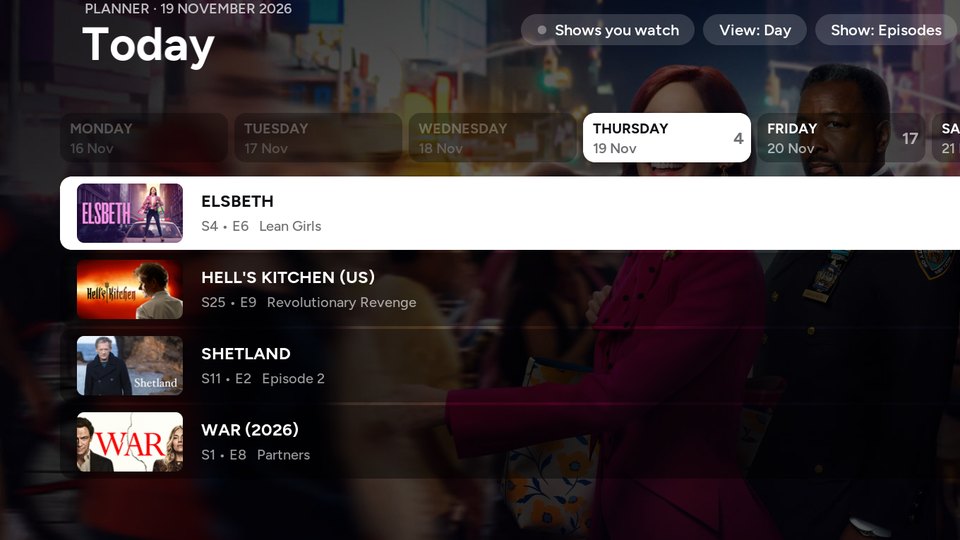 PLANNER · 19 NOVEMBER 2026
Today
Shows you watch
View: Day
Show: Episodes
MONDAY
16 Nov
TUESDAY
17 Nov
WEDNESDAY
18 Nov
THURSDAY
19 Nov
4
FRIDAY
20 Nov
17
SA
21
ELSBETH
ELSBETH
S4 • E6 Lean Girls
Hell's Kitchen
HELL'S KITCHEN (US)
S25 • E9 Revolutionary Revenge
Shetland
SHETLAND
S11 • E2 Episode 2
WAR
WAR (2026)
S1 • E8 Partners